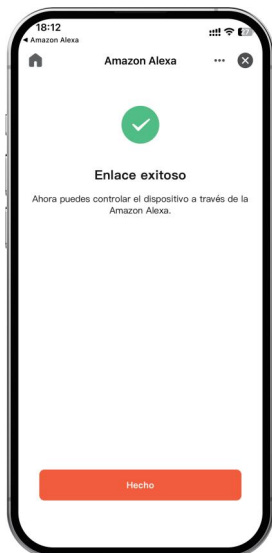 18:12
◀ Amazon Alexa
Amazon Alexa
Enlace exitoso
Ahora puedes controlar el dispositivo a través de la
Amazon Alexa.
Hecho